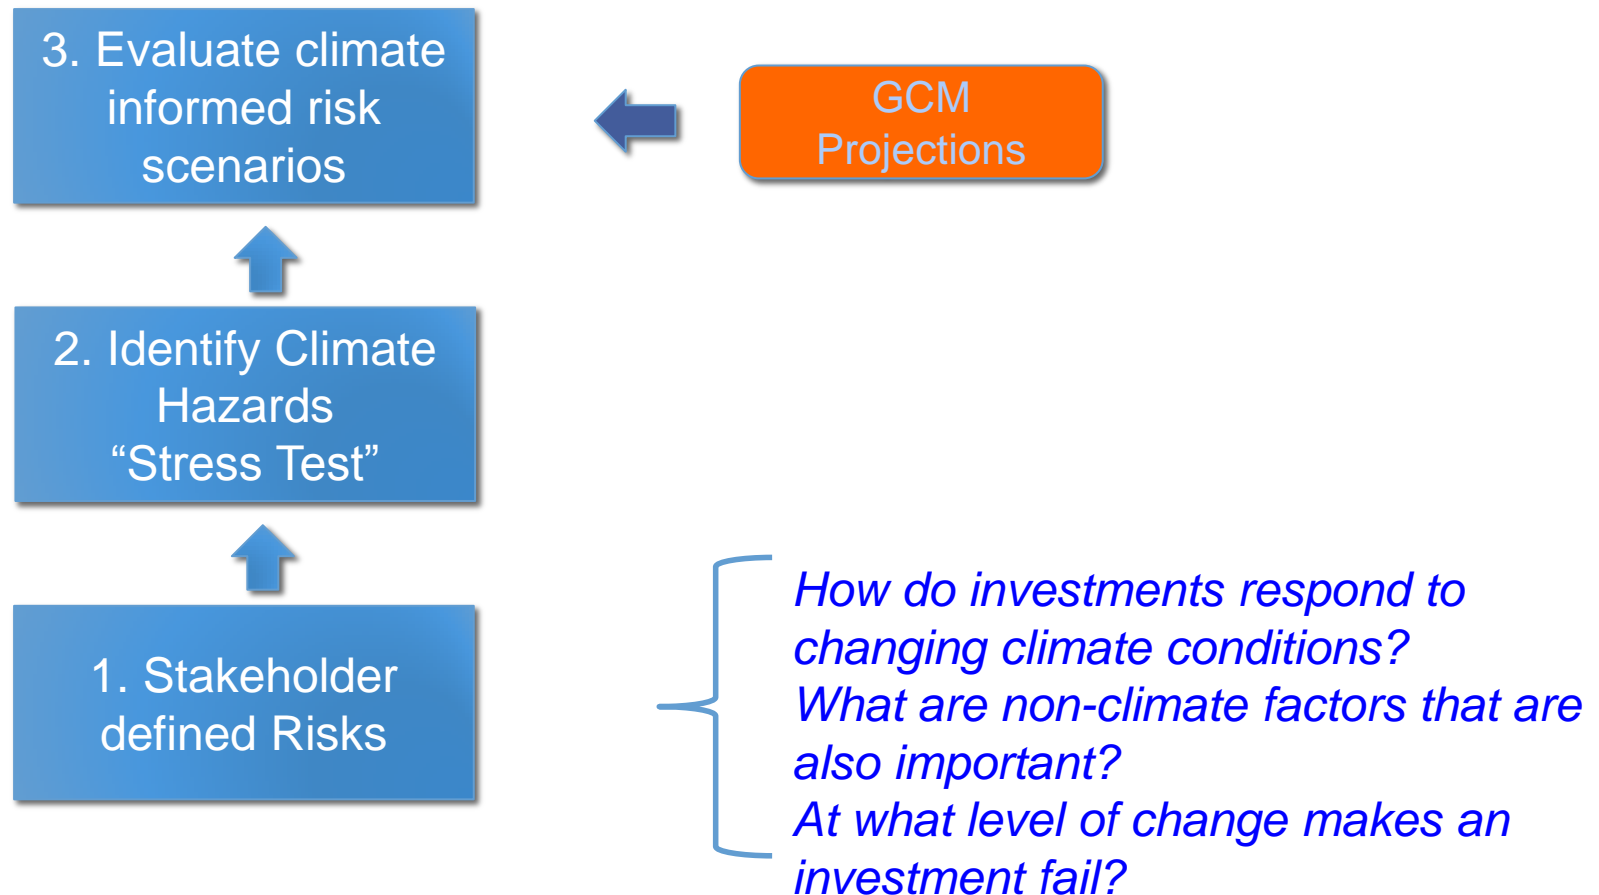 3. Evaluate climate
informed risk
scenarios
GCM
Projections
2. Identify Climate
Hazards
“Stress Test”
1. Stakeholder
defined Risks
How do investments respond to
changing climate conditions?
What are non-climate factors that are
also important?
At what level of change makes an
investment fail?